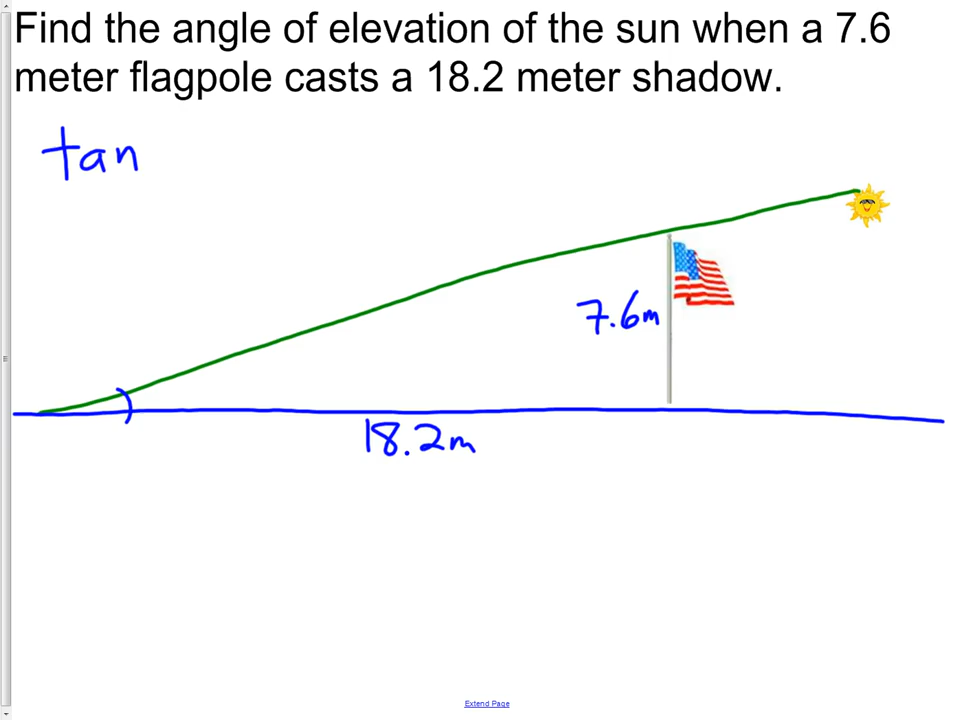 Find the angle of elevation of the sun when a 7.6
meter flagpole casts a 18.2 meter shadow.
tan
7.6m
18.2m
Extend Page